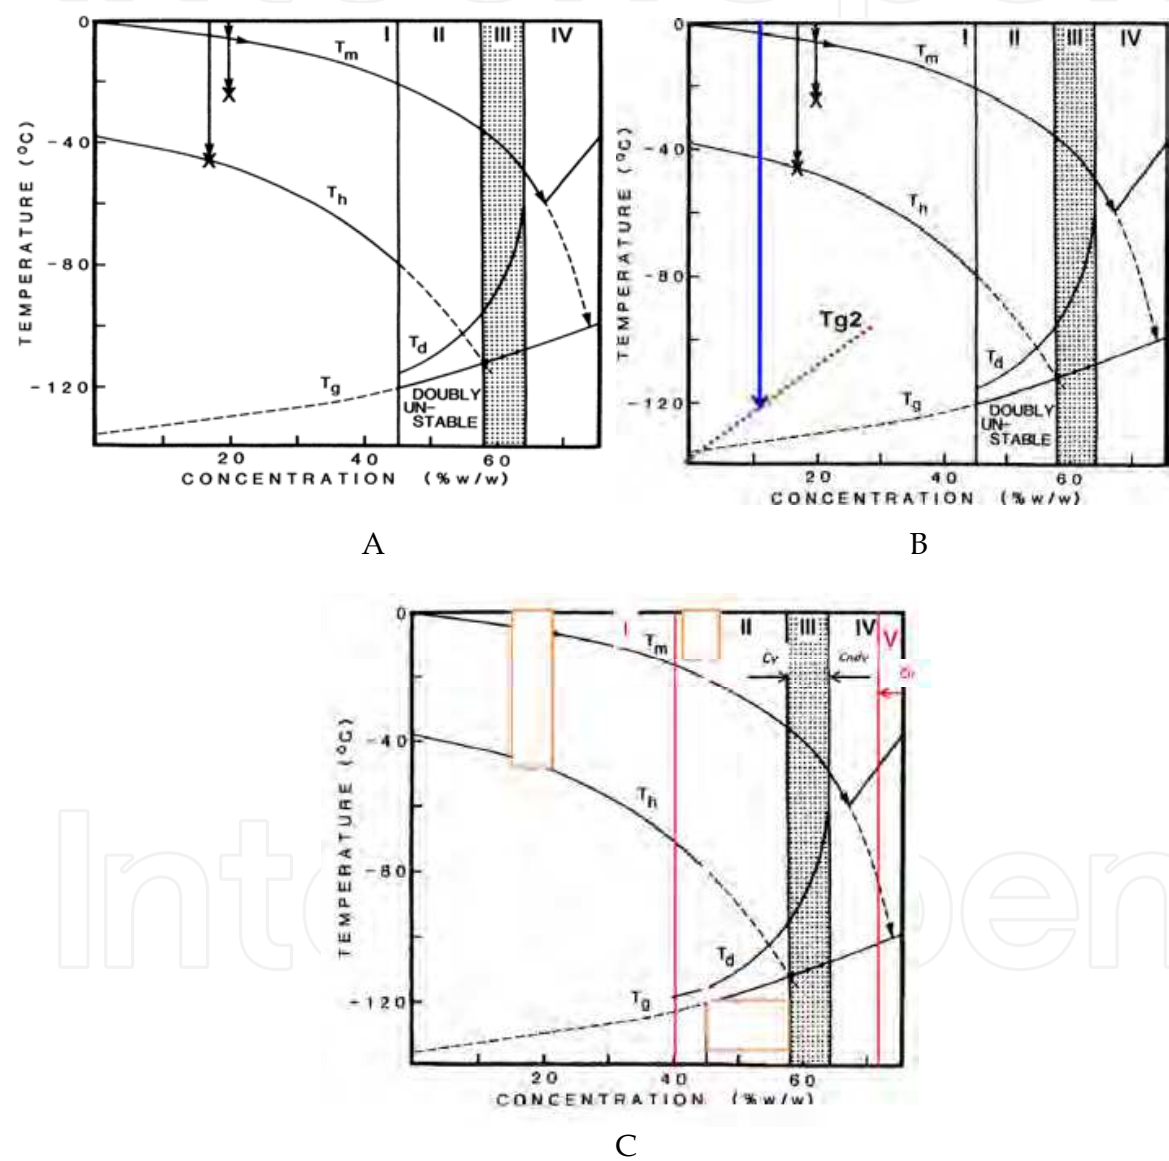 0
I
II
III
IV
Tm
-40
Th
-80
Td
Tg
-120
DOUBLY
UN-
STABLE
20
40
60
CONCENTRATION (%w/w)
TEMPERATURE (°C)
A
0
I
II
III
IV
Tm
-40
Th
-80
Tg2
Td
Tg
-120
DOUBLY
UN-
STABLE
20
40
60
CONCENTRATION (%w/w)
TEMPERATURE (°C)
B
0
I
II
III
IV
V
Tm
Cv
Cndv
-40
Th
-80
Td
Tg
-120
20
40
60
CONCENTRATION (%w/w)
TEMPERATURE (°C)
C